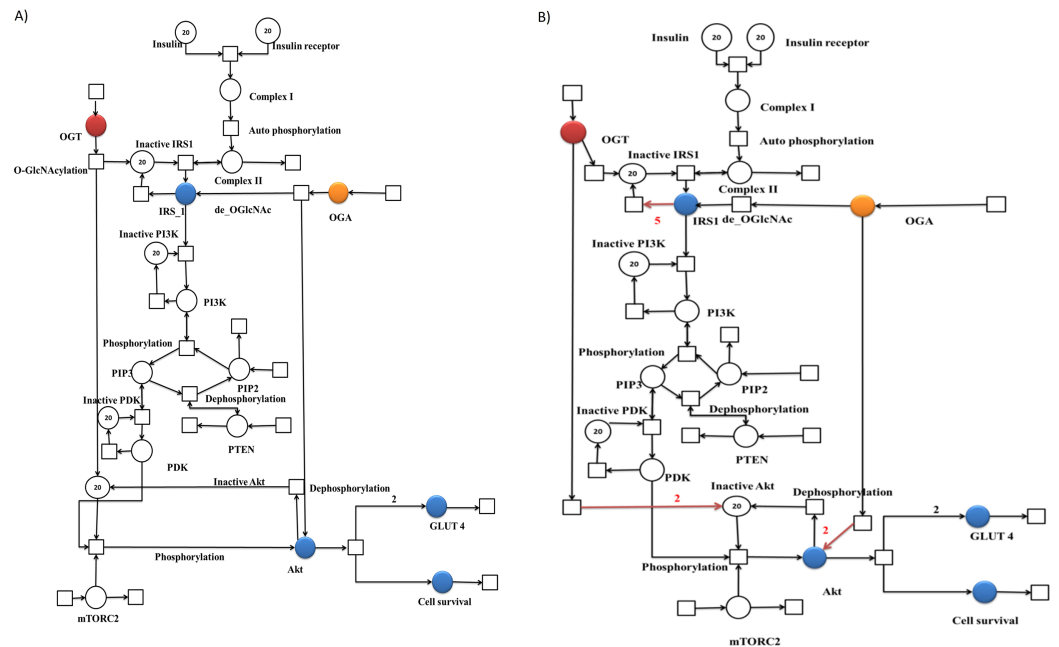 A)
20
20
Insulin
Insulin receptor
Complex I
OGT
Auto phosphorylation
Inactive IRS1
O-GlcNAcylation
20
Complex II
IRS_1
de_OGlcNAc
OGA
Inactive PI3K
20
PI3K
Phosphorylation
PIP3
PIP2
Inactive PDK
Dephosphorylation
20
PTEN
PDK
20
Inactive Akt
Dephosphorylation
2
GLUT 4
Phosphorylation
Akt
Cell survival
mTORC2
B)
Insulin
20
20
Insulin receptor
Complex I
OGT
Auto phosphorylation
Inactive IRS1
20
Complex II
5
IRS1
de_OGlcNAc
OGA
Inactive PI3K
20
PI3K
Phosphorylation
PIP3
PIP2
Inactive PDK
Dephosphorylation
20
PTEN
PDK
Inactive Akt
Dephosphorylation
2
20
2
2
GLUT 4
Phosphorylation
Akt
Cell survival
mTORC2